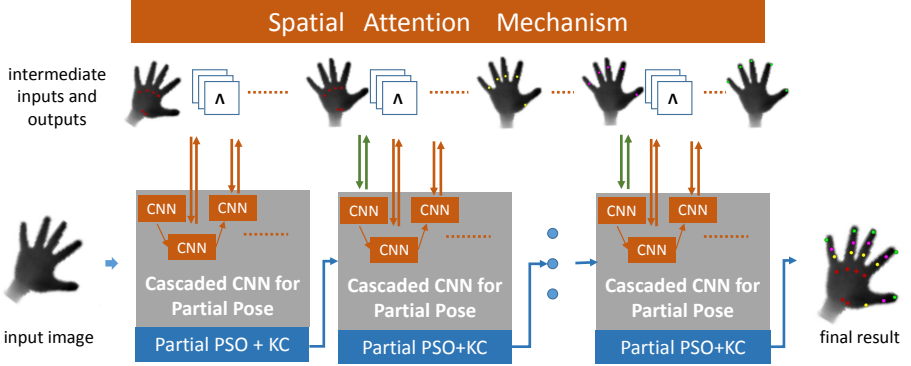 Spatial Attention Mechanism
intermediate
inputs and
outputs
Λ
Λ
Λ
CNN
CNN
CNN
Cascaded CNN for
Partial Pose
Partial PSO + KC
CNN
CNN
CNN
Cascaded CNN for
Partial Pose
Partial PSO+KC
CNN
CNN
CNN
Cascaded CNN for
Partial Pose
Partial PSO+KC
input image
final result